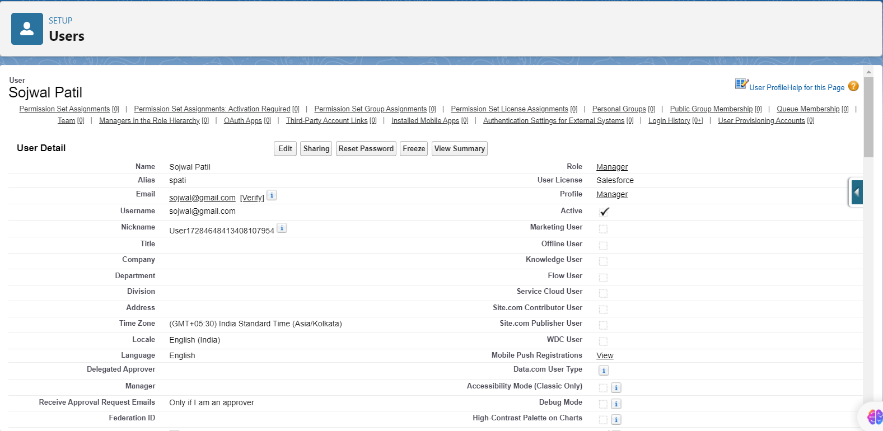 SETUP
Users
User
Sojwal Patil
User Profile Help for this Page
Permission Set Assignments [0] | Permission Set Assignments: Activation Required [0] | Permission Set Group Assignments [0] | Permission Set License Assignments [0] | Personal Groups [0] | Public Group Membership [0] | Queue Membership [0] |
Team [0] | Managers in the Role Hierarchy [0] | OAuth Apps [0] | Third-Party Account Links [0] | Installed Mobile Apps [0] | Authentication Settings for External Systems [0] | Login History [0+] | User Provisioning Accounts [0]
User Detail Edit Sharing Reset Password Freeze View Summary
Name Sojwal Patil Role Manager
Alias spati User License Salesforce
Email sojwal@gmail.com [Verify] i Profile Manager
Username sojwal@gmail.com Active
Nickname User17284648413408107954 i Marketing User
Title Offline User
Company Knowledge User
Department Flow User
Division Service Cloud User
Address Site.com Contributor User
Time Zone (GMT+05:30) India Standard Time (Asia/Kolkata) Site.com Publisher User
Locale English (India) WDC User
Language English Mobile Push Registrations View
Delegated Approver Data.com User Type i
Manager Accessibility Mode (Classic Only) i
Receive Approval Request Emails Only if I am an approver Debug Mode i
Federation ID High-Contrast Palette on Charts i